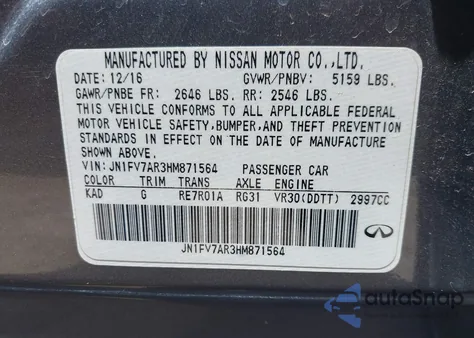 MANUFACTURED BY NISSAN MOTOR CO.,LTD.
DATE: 12/16 GVWR/PNBV: 5159 LBS.
GAWR/PNBE FR: 2646 LBS. RR: 2546 LBS.
THIS VEHICLE CONFORMS TO ALL APPLICABLE FEDERAL
MOTOR VEHICLE SAFETY, BUMPER, AND THEFT PREVENTION
STANDARDS IN EFFECT ON THE DATE OF MANUFACTURE
SHOWN ABOVE.
VIN: JN1FV7AR3HM871564 PASSENGER CAR
COLOR TRIM TRANS AXLE ENGINE
KAD G RE7R01A RG31 VR30(DDTT) 2997CC
JN1FV7AR3HM871564
INFINITI
autoSnap